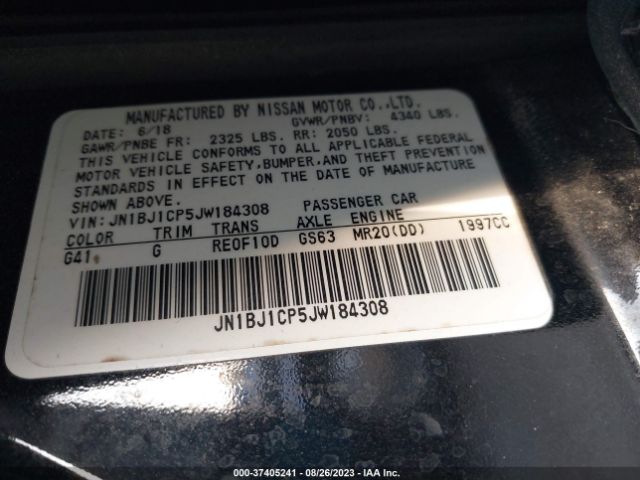 MANUFACTURED BY NISSAN MOTOR CO.,LTD.
DATE: 6/18 GVWR/PNBV: 4340 LBS.
GAWR/PNBE FR: 2325 LBS. RR: 2050 LBS.
THIS VEHICLE CONFORMS TO ALL APPLICABLE FEDERAL
MOTOR VEHICLE SAFETY,BUMPER,AND THEFT PREVENTION
STANDARDS IN EFFECT ON THE DATE OF MANUFACTURE
SHOWN ABOVE.
VIN: JN1BJ1CP5JW184308 PASSENGER CAR
COLOR TRIM TRANS AXLE ENGINE
G41 G RE0F10D GS63 MR20(DD) 1997CC
JN1BJ1CP5JW184308
000-37405241 - 08/26/2023 - IAA Inc.